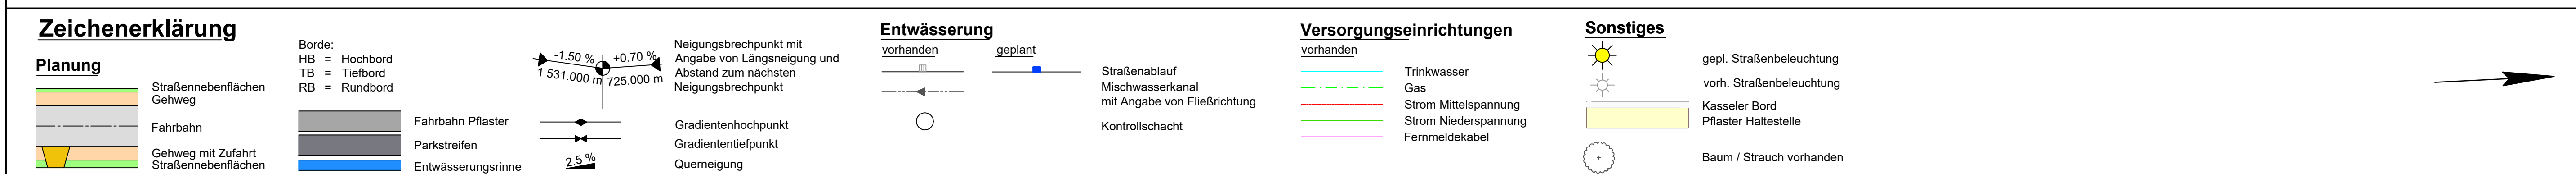 Zeichenerklärung
Planung
Straßennebenflächen
Gehweg
Fahrbahn
Gehweg mit Zufahrt
Straßennebenflächen
Borde:
HB = Hochbord
TB = Tiefbord
RB = Rundbord
Fahrbahn Pflaster
Parkstreifen
Entwässerungsrinne
-1.50 % +0.70 %
1 531.000 m 725.000 m
Neigungsbrechpunkt mit
Angabe von Längsneigung und
Abstand zum nächsten
Neigungsbrechpunkt
Gradientenhochpunkt
Gradiententiefpunkt
2.5 %
Querneigung
Entwässerung
vorhanden geplant
Straßenablauf
Mischwasserkanal
mit Angabe von Fließrichtung
Kontrollschacht
Versorgungseinrichtungen
vorhanden
Trinkwasser
Gas
Strom Mittelspannung
Strom Niederspannung
Fernmeldekabel
Sonstiges
gepl. Straßenbeleuchtung
vorh. Straßenbeleuchtung
Kasseler Bord
Pflaster Haltestelle
Baum / Strauch vorhanden